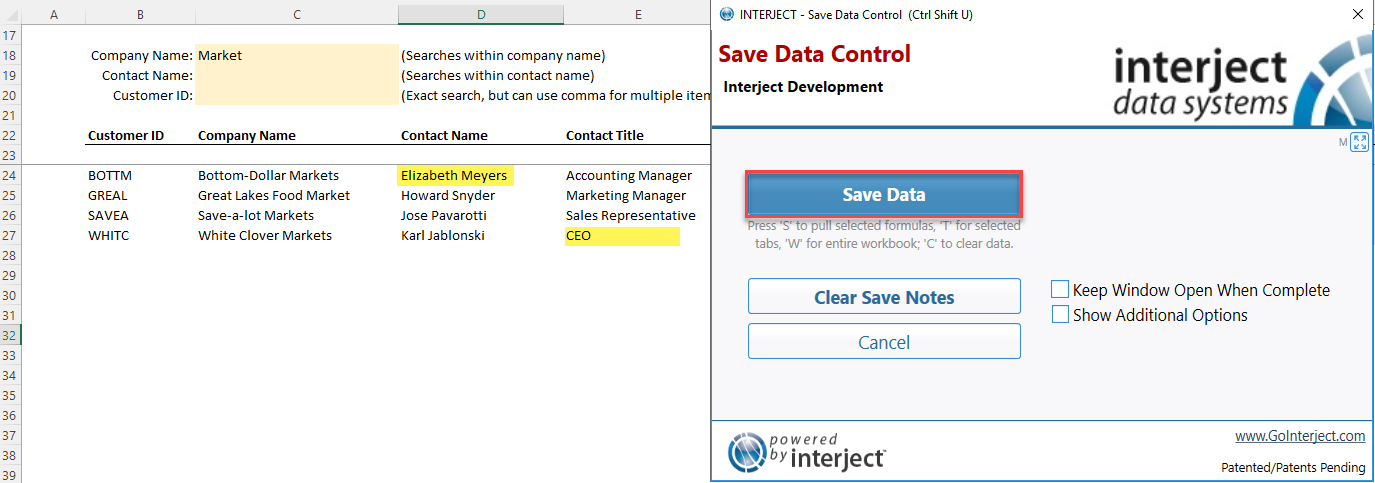 A B C D E
17
18 Company Name: Market (Searches within company name)
19 Contact Name: (Searches within contact name)
20 Customer ID: (Exact search, but can use comma for multiple item
21
22 Customer ID Company Name Contact Name Contact Title
23
24 BOTTM Bottom-Dollar Markets Elizabeth Meyers Accounting Manager
25 GREAL Great Lakes Food Market Howard Snyder Marketing Manager
26 SAVEA Save-a-lot Markets Jose Pavarotti Sales Representative
27 WHITC White Clover Markets Karl Jablonski CEO
28
29
30
31
32
33
34
35
36
37
38
39
INTERJECT - Save Data Control (Ctrl Shift U)
Save Data Control
Interject Development
interject
data systems
M
Save Data
Press 'S' to pull selected formulas, 'T' for selected
tabs, 'W' for entire workbook; 'C' to clear data.
Clear Save Notes
Cancel
Keep Window Open When Complete
Show Additional Options
powered
by interject™
www.GoInterject.com
Patented/Patents Pending